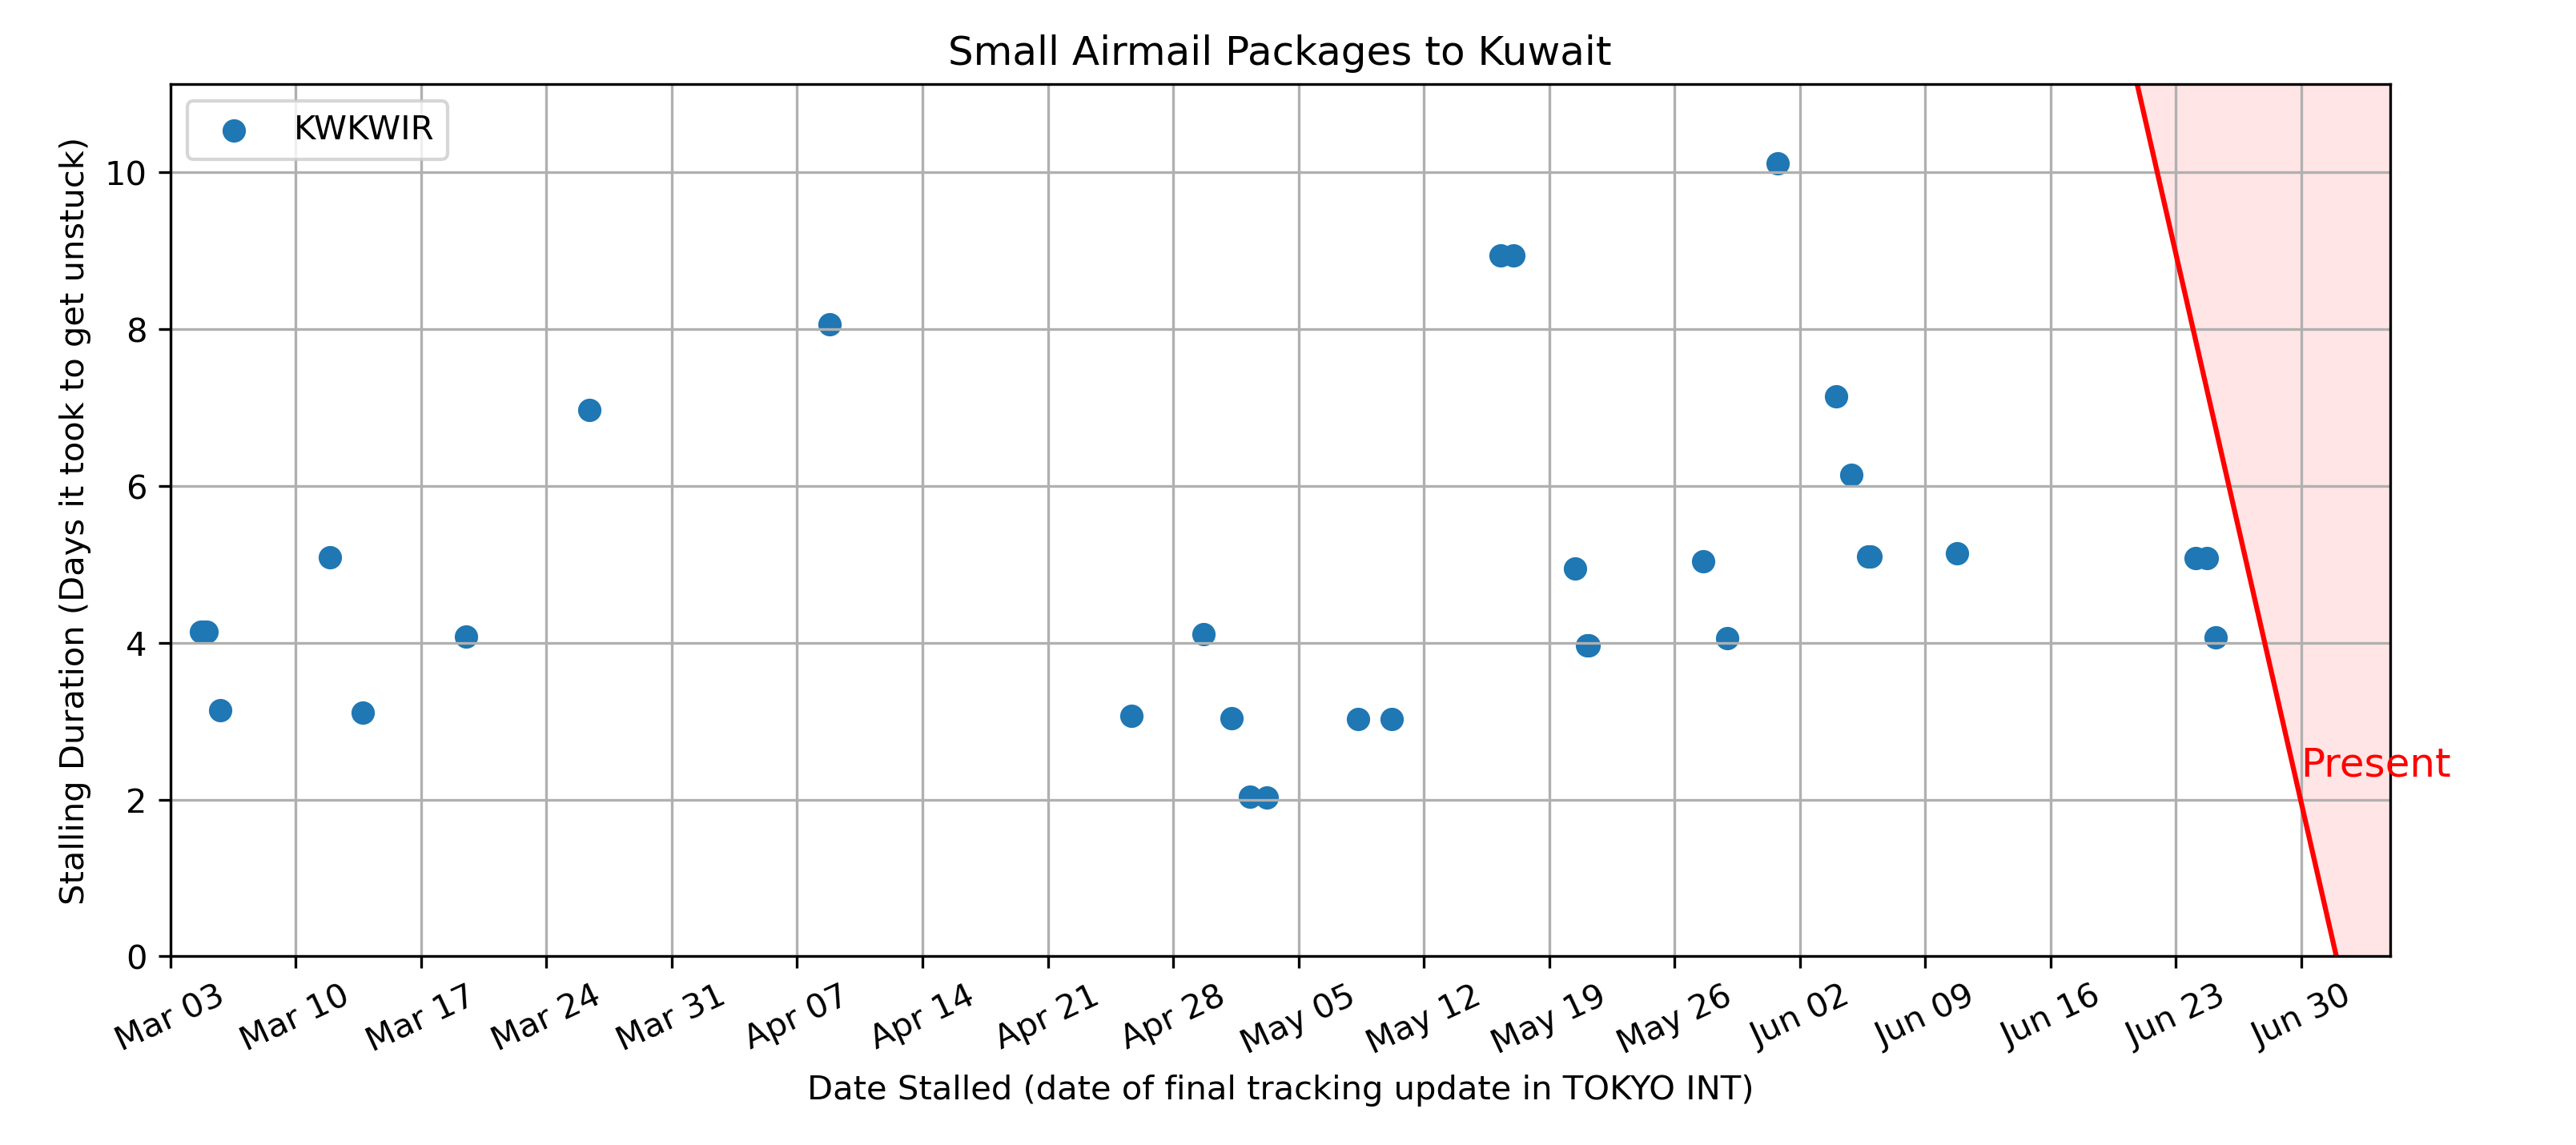 Small Airmail Packages to Kuwait
KWKWIR
Stalling Duration (Days it took to get unstuck)
10
8
6
4
2
0
Present
Mar 03
Mar 10
Mar 17
Mar 24
Mar 31
Apr 07
Apr 14
Apr 21
Apr 28
May 05
May 12
May 19
May 26
Jun 02
Jun 09
Jun 16
Jun 23
Jun 30
Date Stalled (date of final tracking update in TOKYO INT)